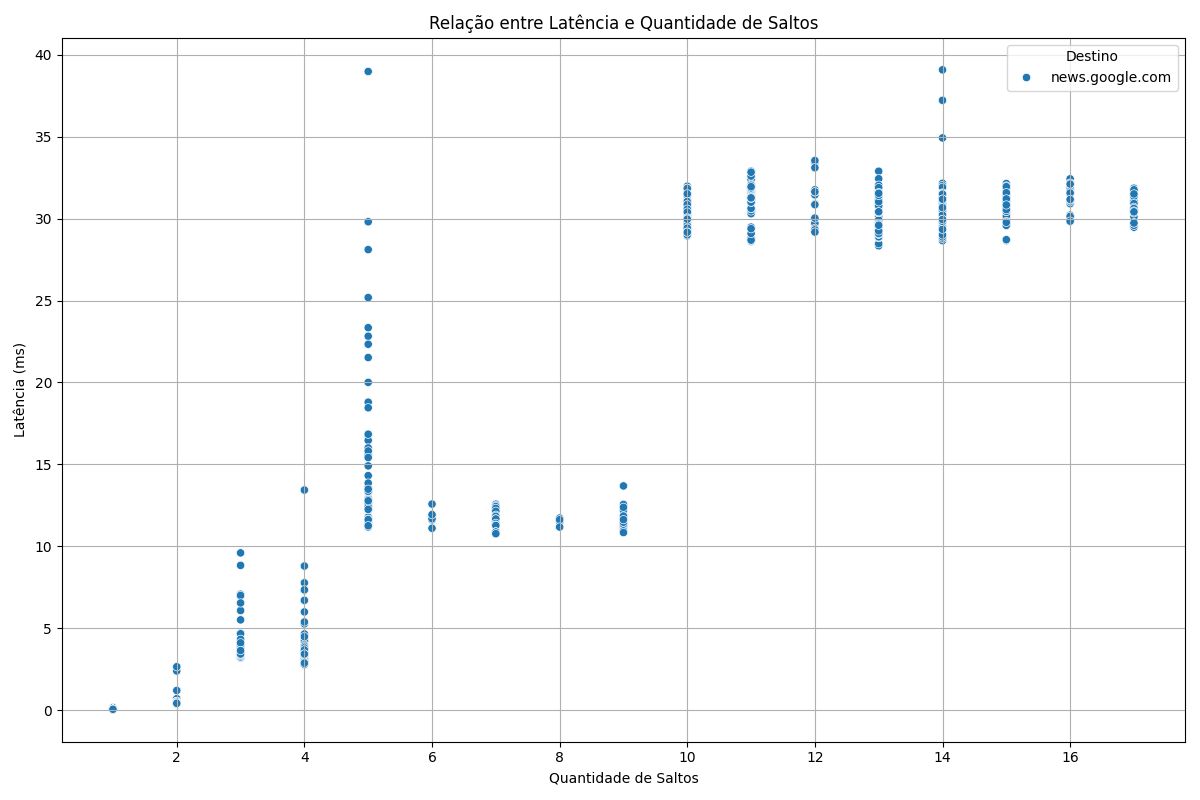 Relação entre Latência e Quantidade de Saltos
Destino
news.google.com
Latência (ms)
40
35
30
25
20
15
10
5
0
2 4 6 8 10 12 14 16
Quantidade de Saltos